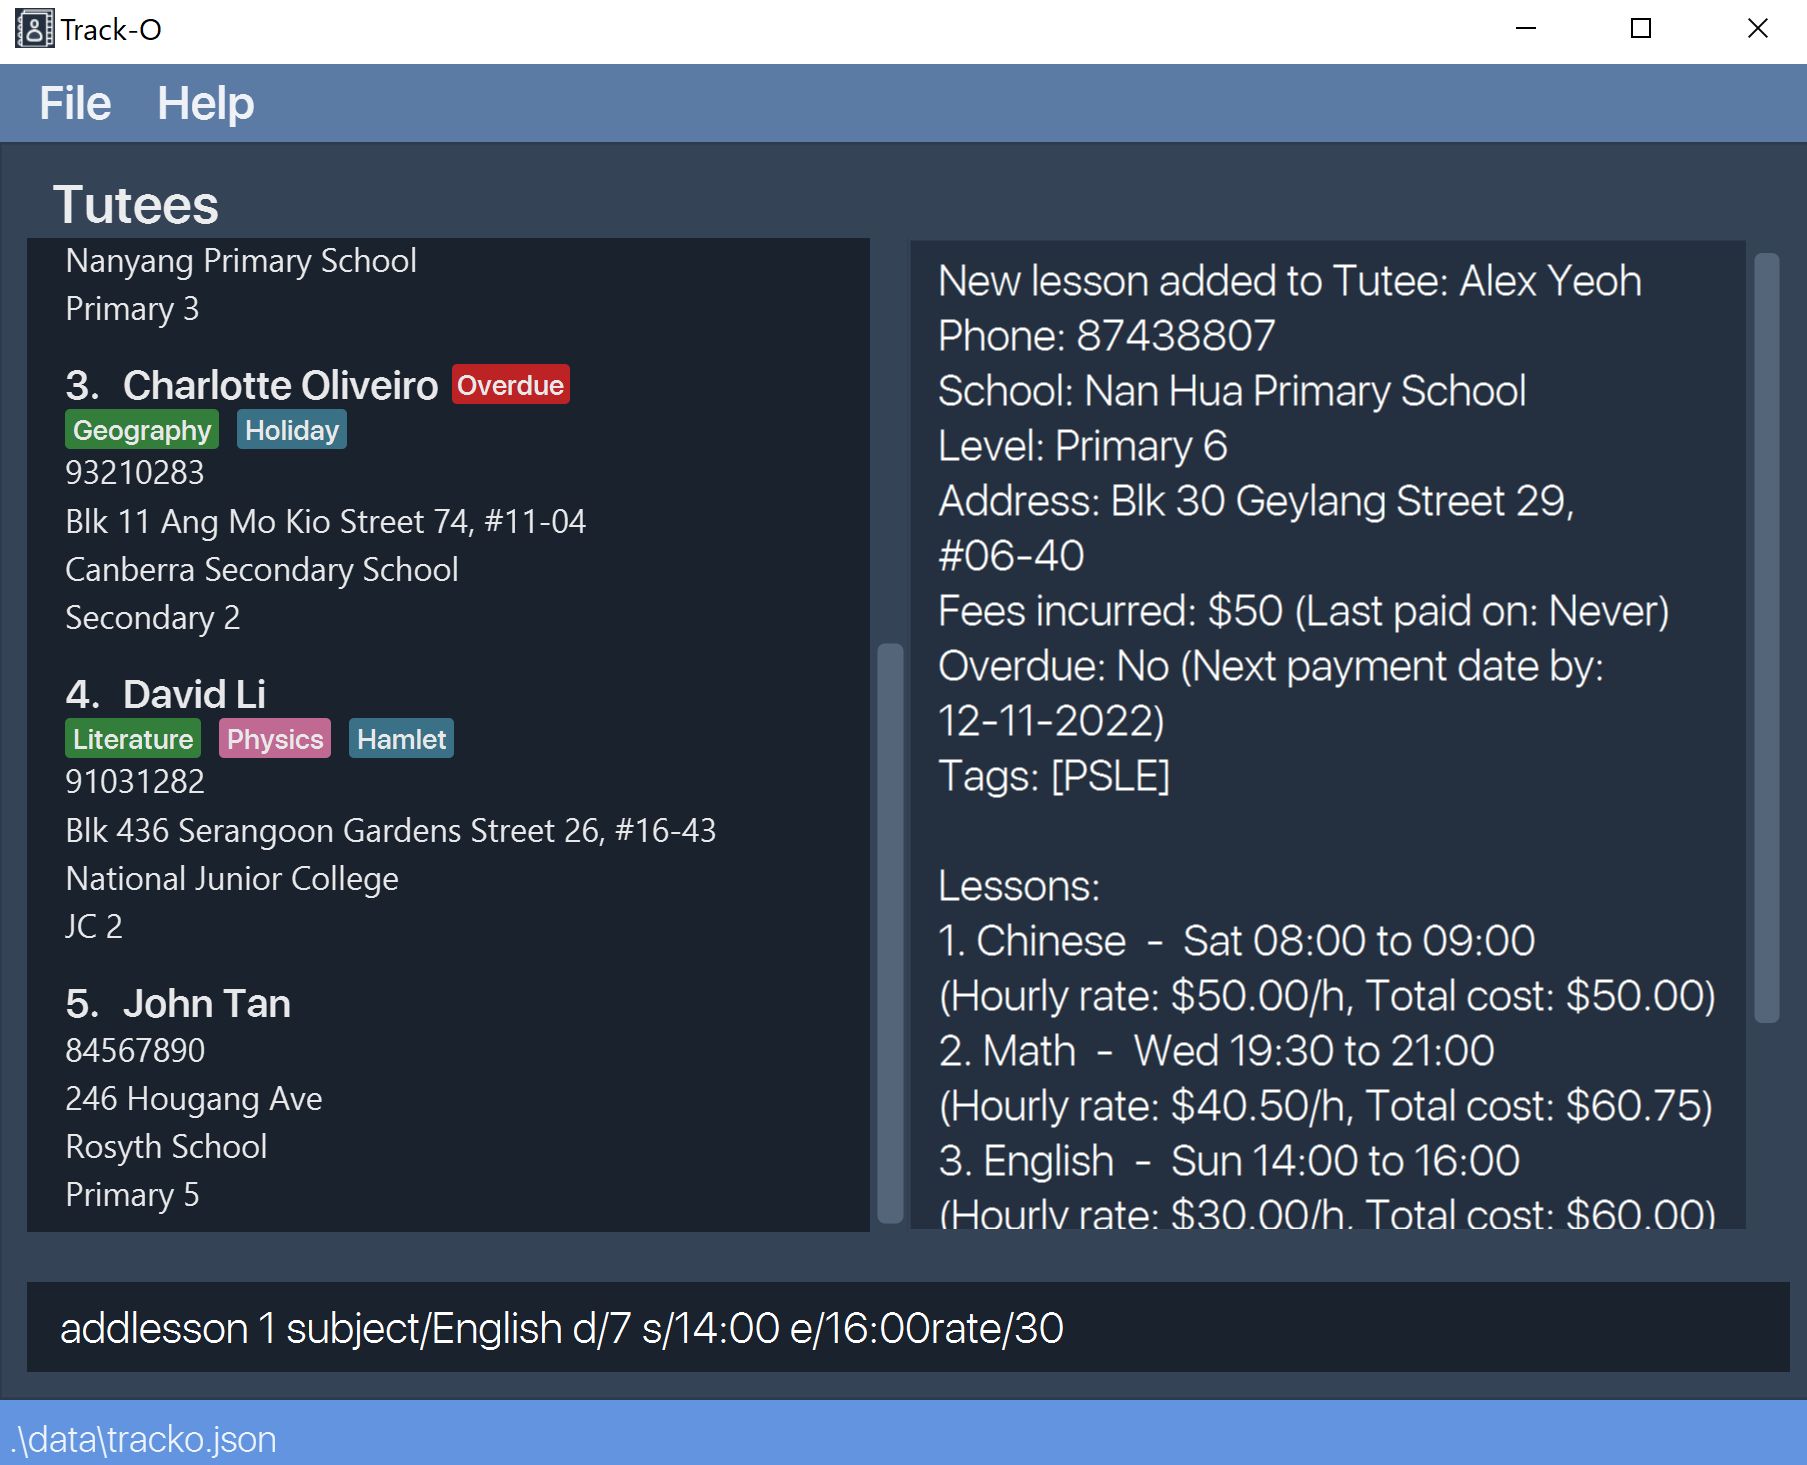 Track-O
File Help
Tutees
Nanyang Primary School
Primary 3
3. Charlotte Oliveiro Overdue
Geography Holiday
93210283
Blk 11 Ang Mo Kio Street 74, #11-04
Canberra Secondary School
Secondary 2
4. David Li
Literature Physics Hamlet
91031282
Blk 436 Serangoon Gardens Street 26, #16-43
National Junior College
JC 2
5. John Tan
84567890
246 Hougang Ave
Rosyth School
Primary 5
New lesson added to Tutee: Alex Yeoh
Phone: 87438807
School: Nan Hua Primary School
Level: Primary 6
Address: Blk 30 Geylang Street 29,
#06-40
Fees incurred: $50 (Last paid on: Never)
Overdue: No (Next payment date by:
12-11-2022)
Tags: [PSLE]
Lessons:
1. Chinese - Sat 08:00 to 09:00
(Hourly rate: $50.00/h, Total cost: $50.00)
2. Math - Wed 19:30 to 21:00
(Hourly rate: $40.50/h, Total cost: $60.75)
3. English - Sun 14:00 to 16:00
(Hourly rate: $30.00/h, Total cost: $60.00)
addlesson 1 subject/English d/7 s/14:00 e/16:00rate/30
.\data\tracko.json